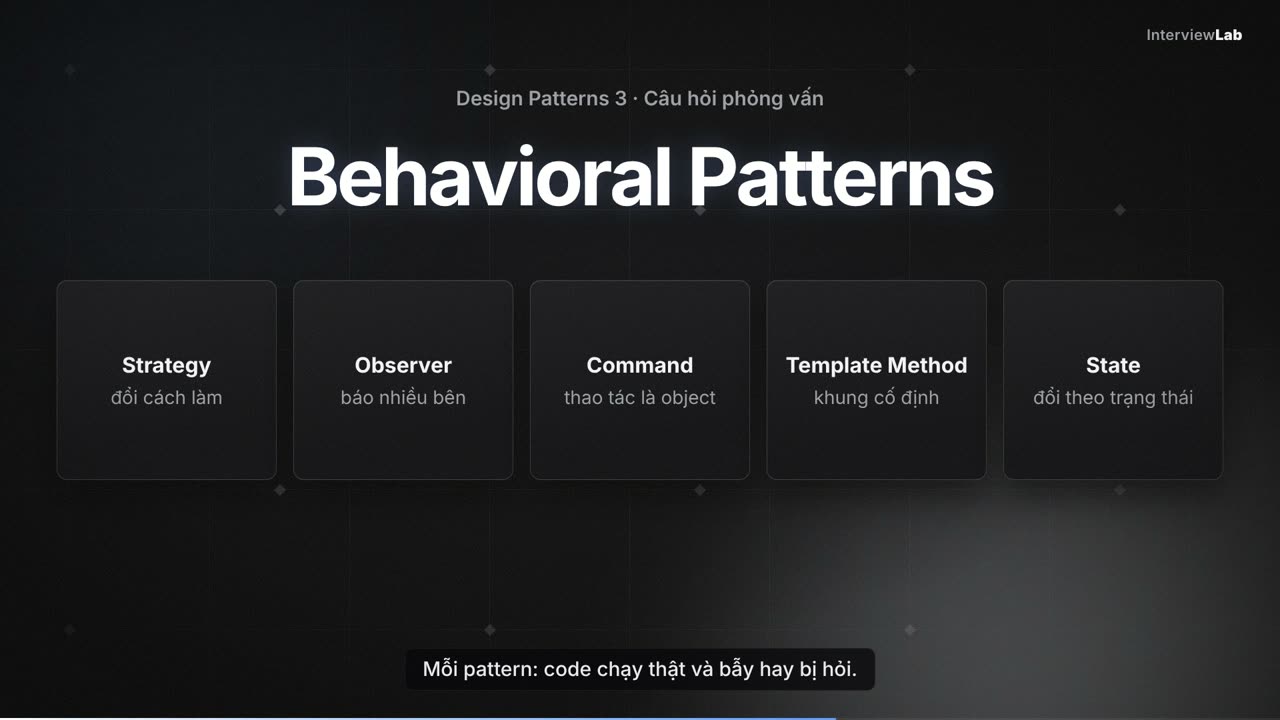 InterviewLab
Design Patterns 3 · Câu hỏi phỏng vấn
Behavioral Patterns
Strategy
đổi cách làm
Observer
báo nhiều bên
Command
thao tác là object
Template Method
khung cố định
State
đổi theo trạng thái
Mỗi pattern: code chạy thật và bẫy hay bị hỏi.